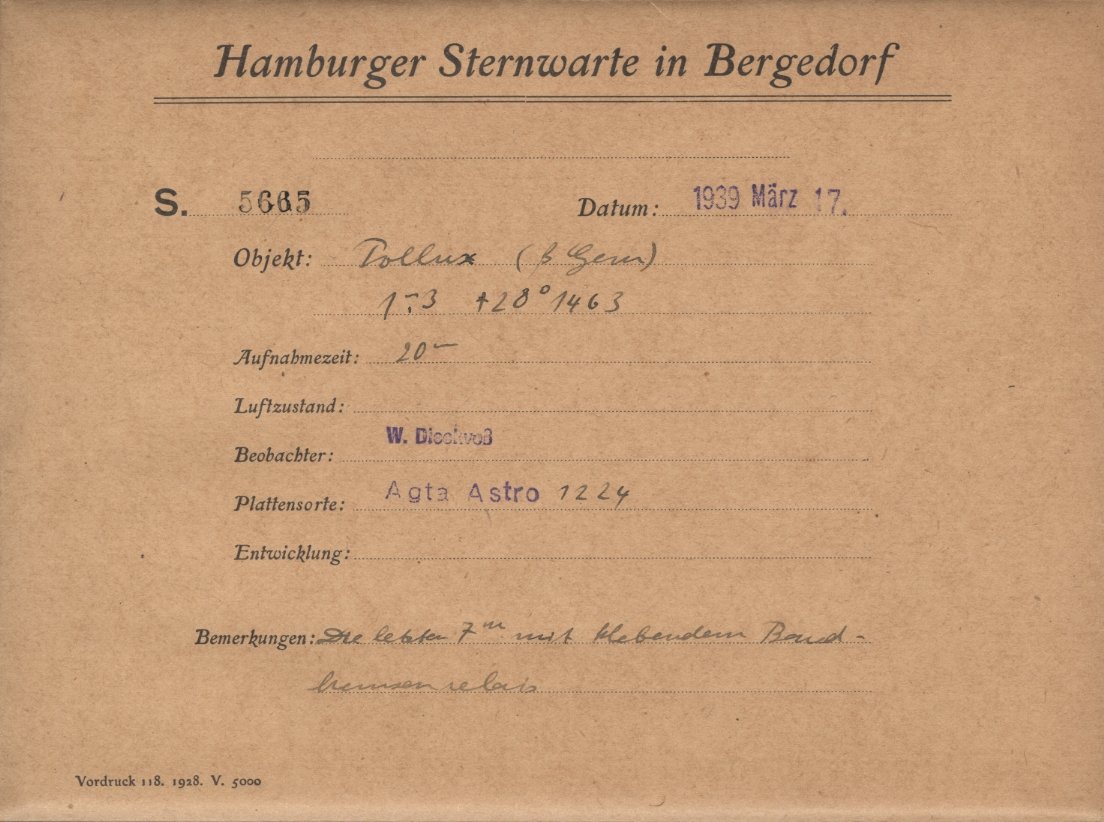 Hamburger Sternwarte in Bergedorf
S. 5665 Datum: 1939 März 17.
Objekt: Pollux (β Gem)
1.3 +28° 1463
Aufnahmezeit: 20ᵐ
Luftzustand:
W. Dieckvoß
Beobachter:
Plattensorte: Agfa Astro 1224
Entwicklung:
Bemerkungen: Die letzten 7ᵐ mit klebendem Band-
bremsenrelais
Vordruck 118. 1928. V. 5000